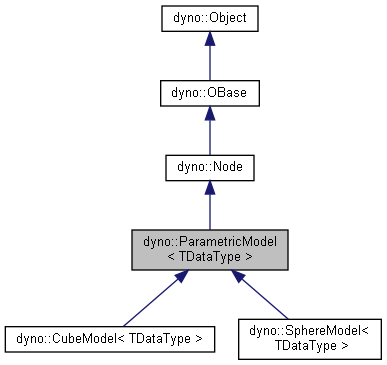 dyno::Object
dyno::OBase
dyno::Node
dyno::ParametricModel
< TDataType >
dyno::CubeModel< TDataType >
dyno::SphereModel<
TDataType >